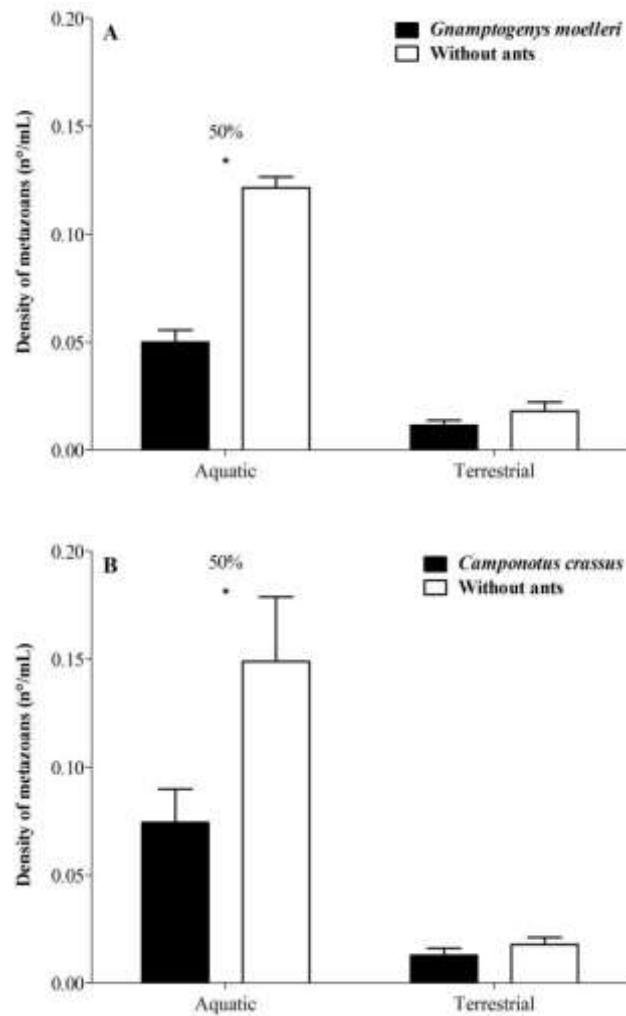 A
Gnamptogenys moelleri
Without ants
50%
*
Density of metazoans (n°/mL)
0.20
0.15
0.10
0.05
0.00
Aquatic
Terrestrial
B
Camponotus crassus
Without ants
50%
*
Density of metazoans (n°/mL)
0.20
0.15
0.10
0.05
0.00
Aquatic
Terrestrial